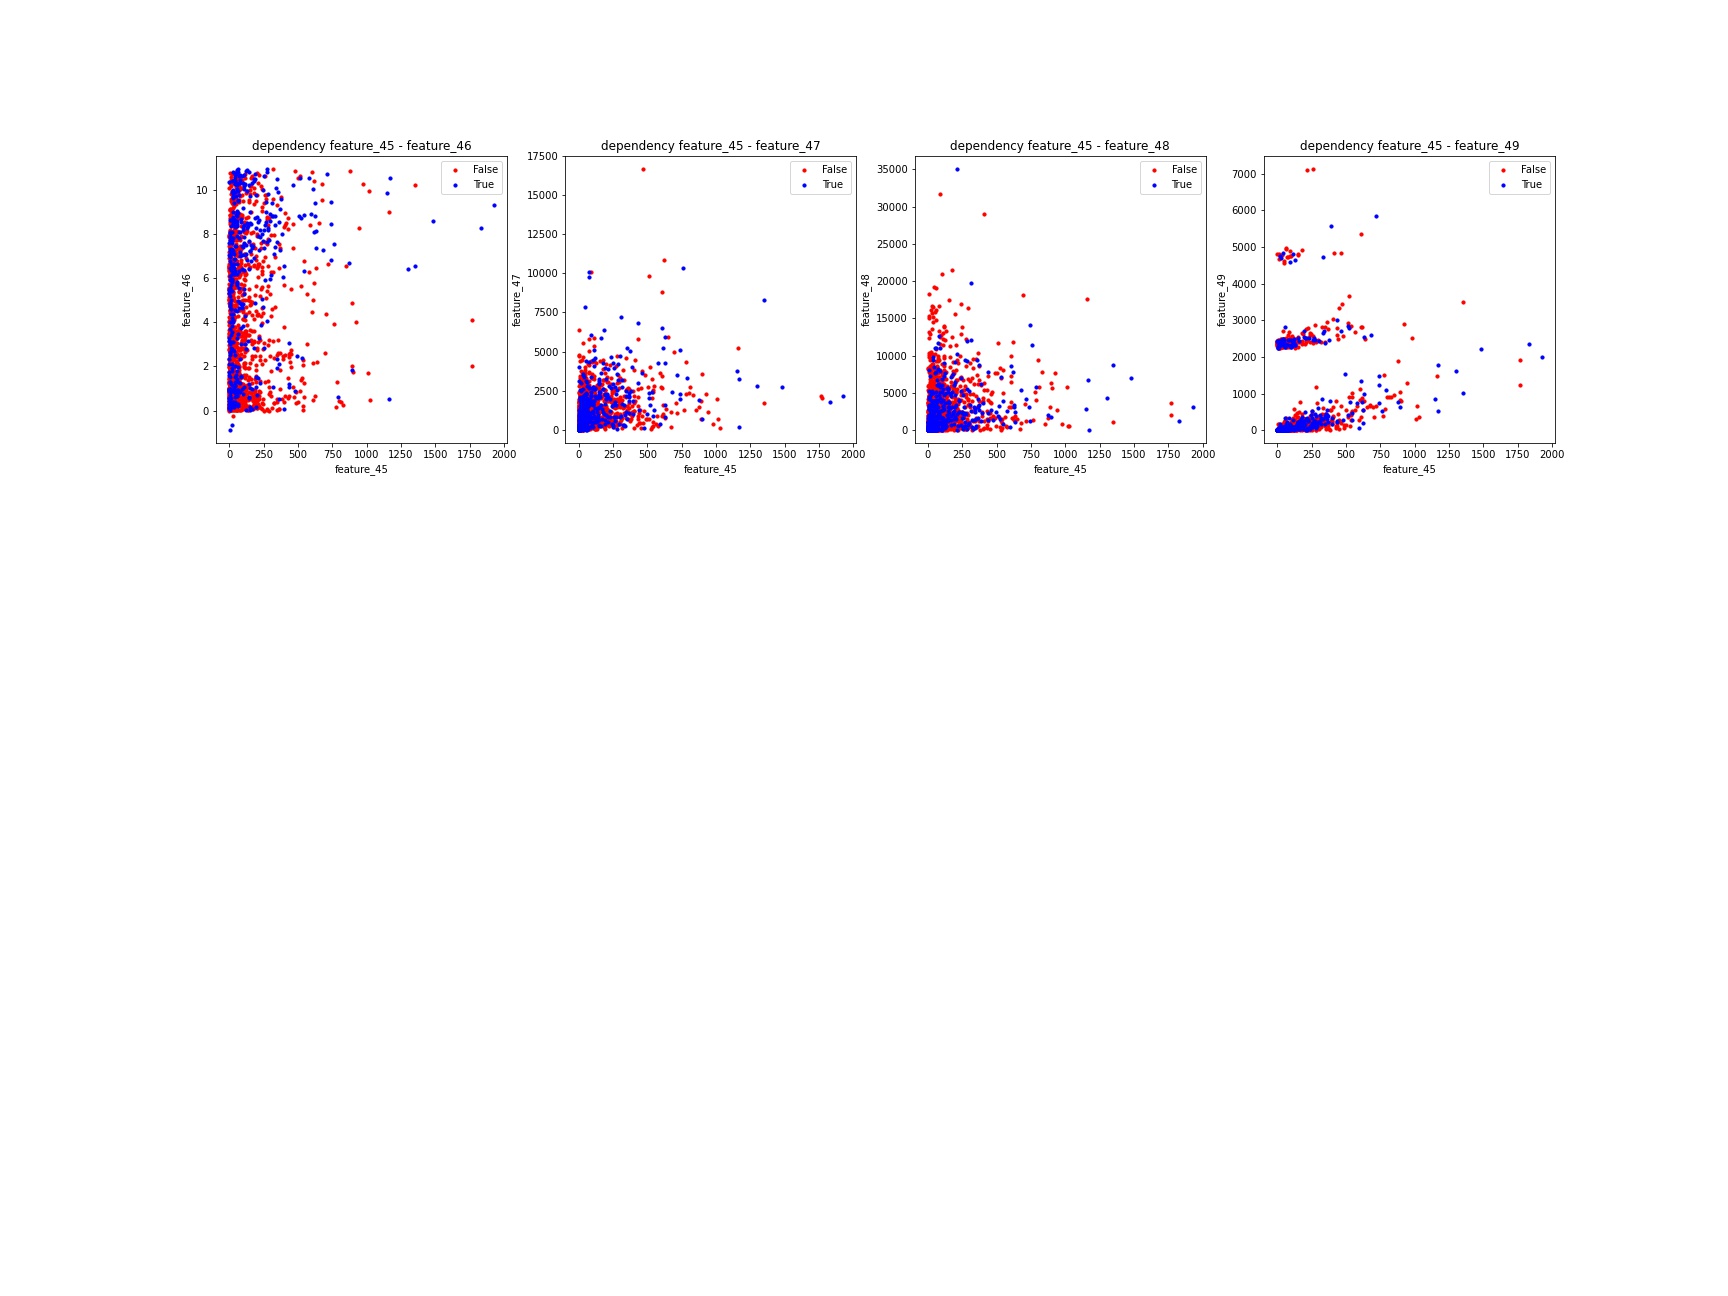 dependency feature_45 - feature_46
False
True
10
8
6
4
2
0
feature_46
0 250 500 750 1000 1250 1500 1750 2000
feature_45
dependency feature_45 - feature_47
False
True
17500
15000
12500
10000
7500
5000
2500
0
feature_47
0 250 500 750 1000 1250 1500 1750 2000
feature_45
dependency feature_45 - feature_48
False
True
35000
30000
25000
20000
15000
10000
5000
0
feature_48
0 250 500 750 1000 1250 1500 1750 2000
feature_45
dependency feature_45 - feature_49
False
True
7000
6000
5000
4000
3000
2000
1000
0
feature_49
0 250 500 750 1000 1250 1500 1750 2000
feature_45